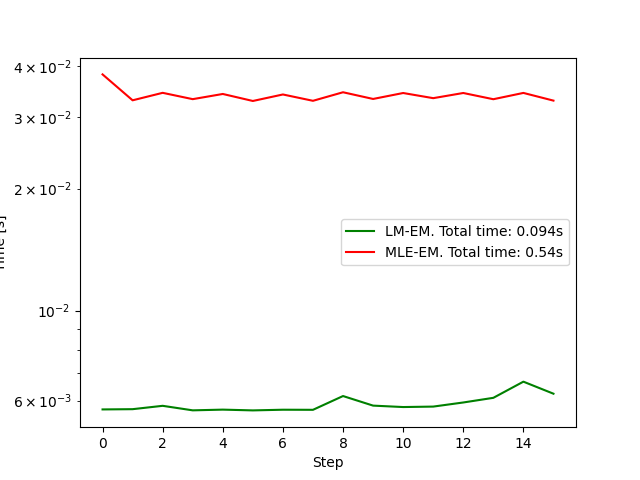 4 × 10⁻²
3 × 10⁻²
2 × 10⁻²
10⁻²
6 × 10⁻³
LM-EM. Total time: 0.094s
MLE-EM. Total time: 0.54s
0 2 4 6 8 10 12 14
Step